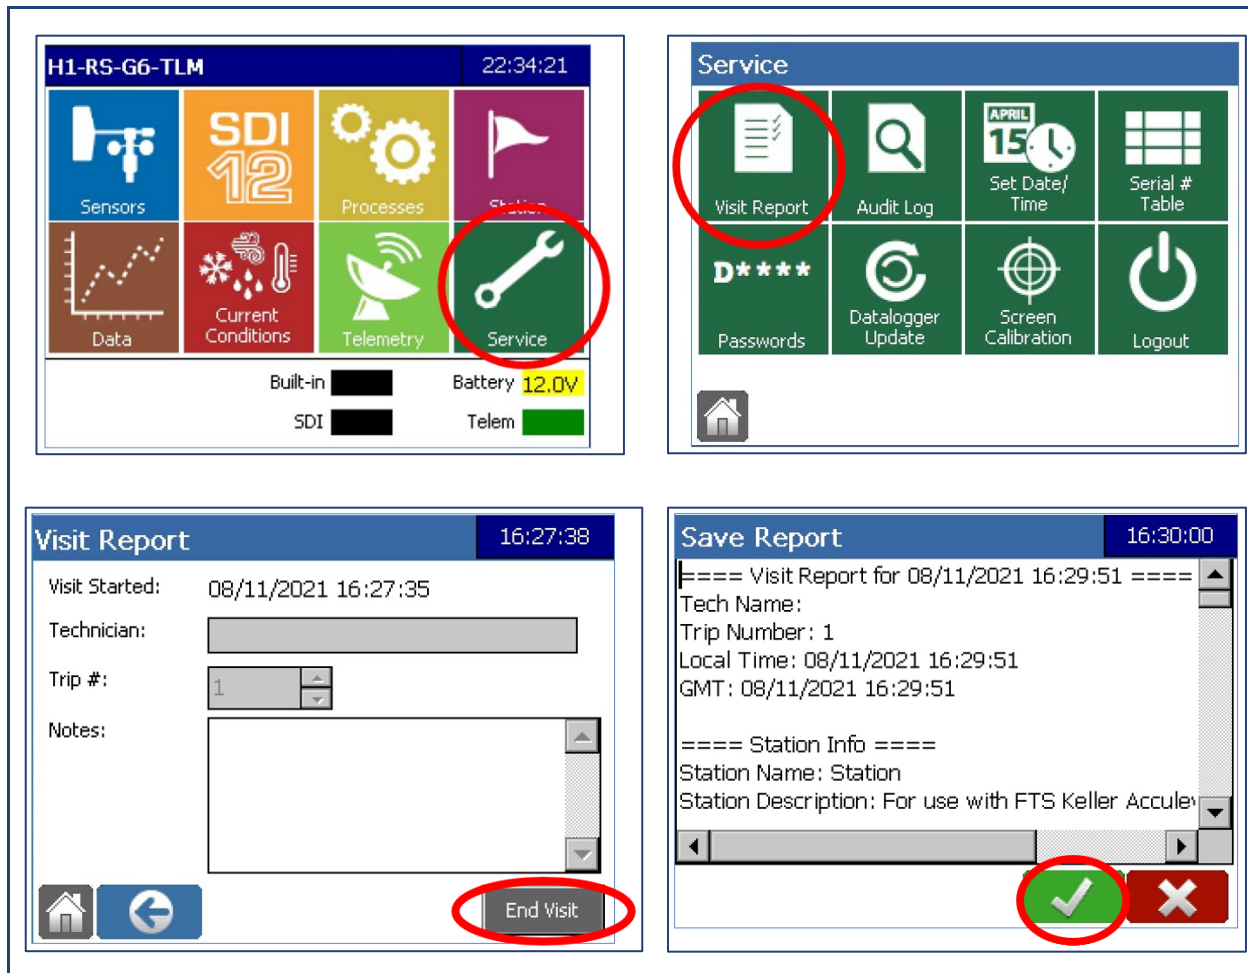 H1-RS-G6-TLM 22:34:21
SDI
12
Sensors
Processes
Station
Data
Current
Conditions
Telemetry
Service
Built-in
Battery 12.0V
SDI
Telem
Service
APRIL
15
Visit Report
Audit Log
Set Date/
Time
Serial #
Table
D****
Passwords
Datalogger
Update
Screen
Calibration
Logout
Visit Report 16:27:38
Visit Started: 08/11/2021 16:27:35
Technician:
Trip #: 1
Notes:
End Visit
Save Report 16:30:00
==== Visit Report for 08/11/2021 16:29:51 ====
Tech Name:
Trip Number: 1
Local Time: 08/11/2021 16:29:51
GMT: 08/11/2021 16:29:51
==== Station Info ====
Station Name: Station
Station Description: For use with FTS Keller